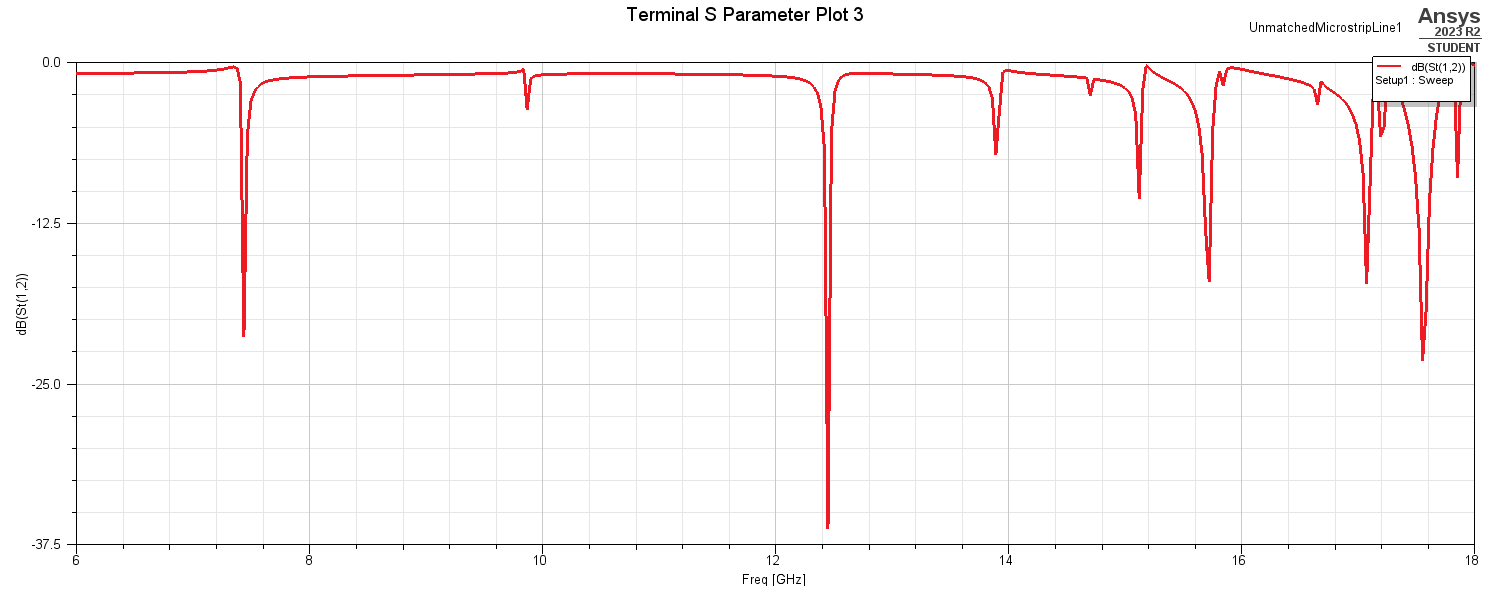 Terminal S Parameter Plot 3
UnmatchedMicrostripLine1
Ansys
2023 R2
STUDENT
dB(St(1,2))
Setup1 : Sweep
0.0
-12.5
-25.0
-37.5
dB(St(1,2))
6
8
10
12
14
16
18
Freq [GHz]